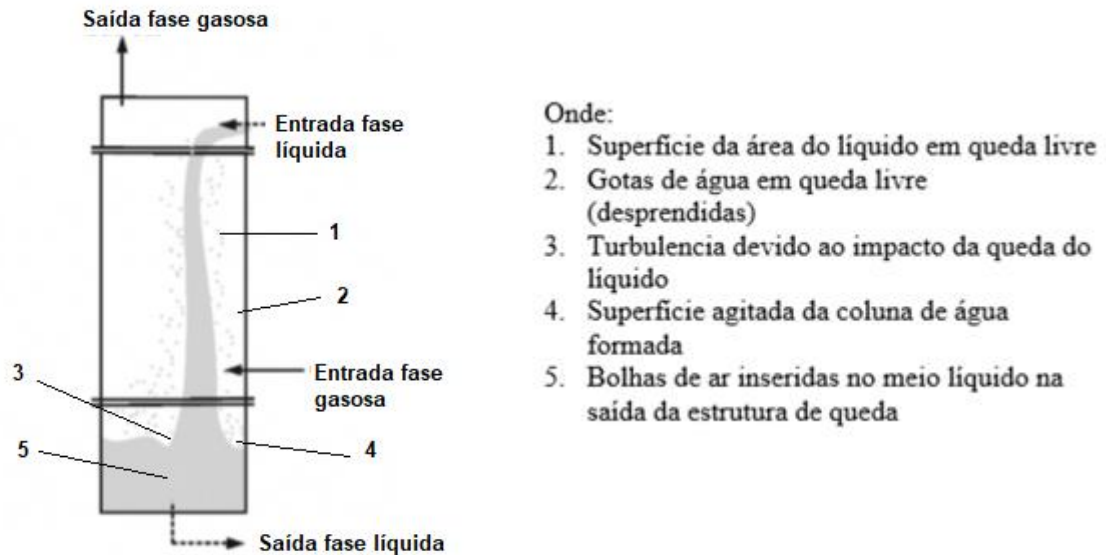 Saída fase gasosa
Entrada fase
líquida
1
2
3
Entrada fase
gasosa
5
4
Saída fase líquida
Onde:
1. Superfície da área do líquido em queda livre
2. Gotas de água em queda livre
(desprendidas)
3. Turbulencia devido ao impacto da queda do
líquido
4. Superfície agitada da coluna de água
formada
5. Bolhas de ar inseridas no meio líquido na
saída da estrutura de queda